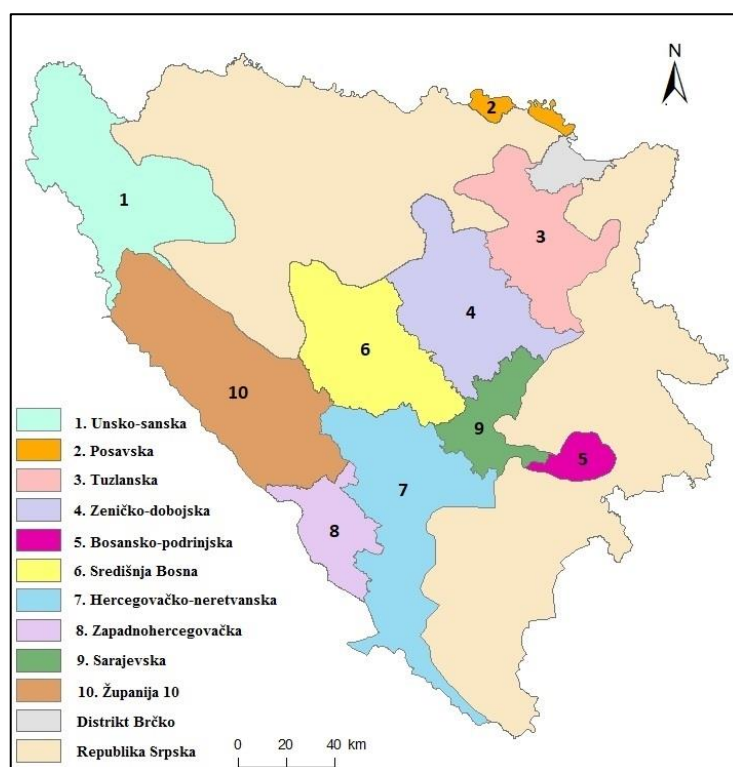 N
2
1
3
4
6
10
9
5
7
8
1. Unsko-sanska
2. Posavska
3. Tuzlanska
4. Zeničko-dobojska
5. Bosansko-podrinjska
6. Središnja Bosna
7. Hercegovačko-neretvanska
8. Zapadnohercegovačka
9. Sarajevska
10. Županija 10
Distrikt Brčko
Republika Srpska
0 20 40 km